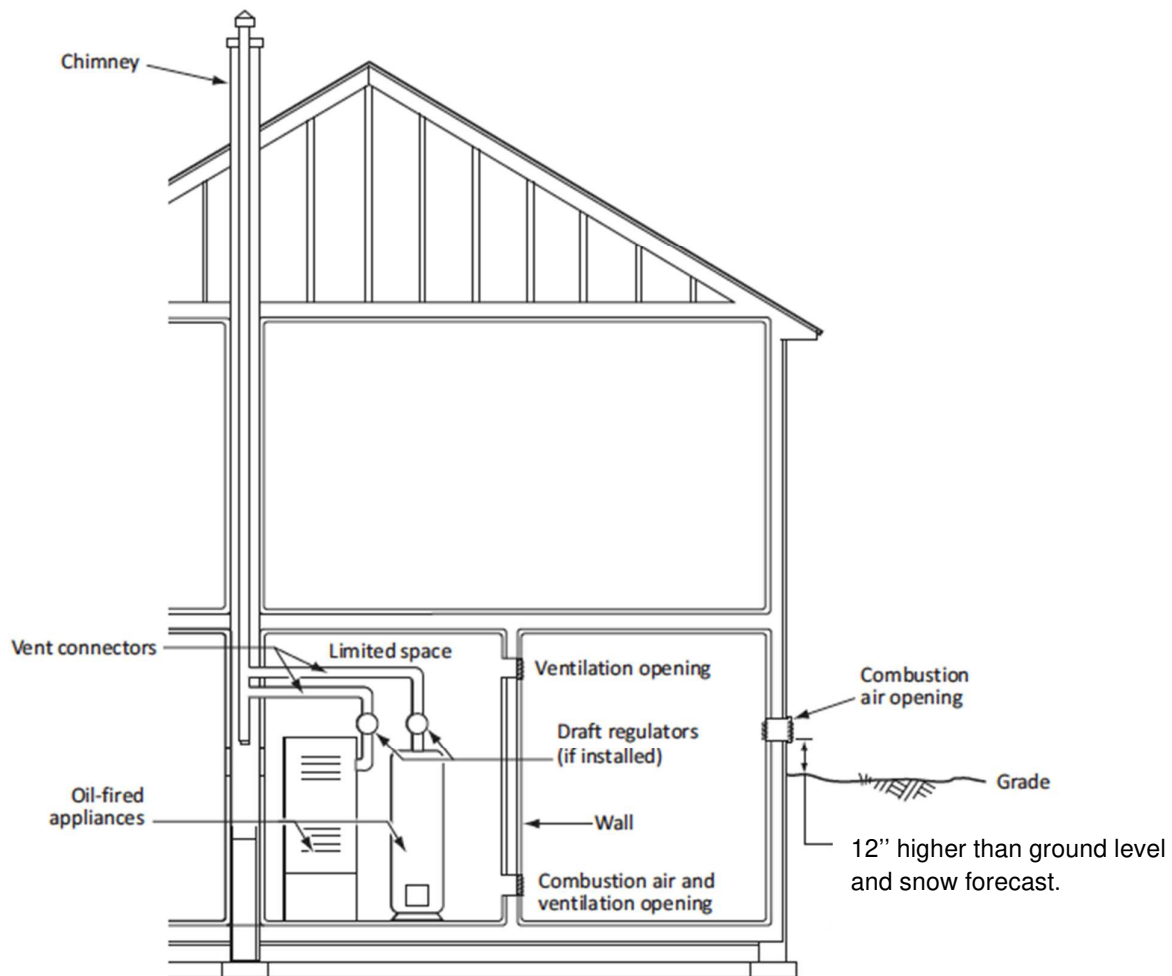 Chimney
Vent connectors
Limited space
Ventilation opening
Combustion
air opening
Draft regulators
(if installed)
Grade
Oil-fired
appliances
Wall
12’’ higher than ground level
and snow forecast.
Combustion air and
ventilation opening